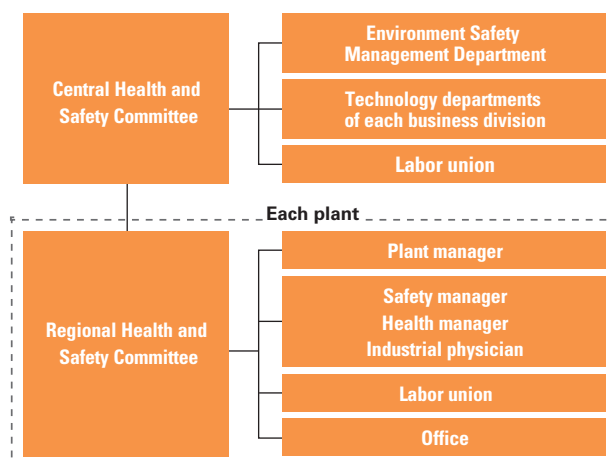 Central Health and
Safety Committee
Environment Safety
Management Department
Technology departments
of each business division
Labor union
Each plant
Regional Health and
Safety Committee
Plant manager
Safety manager
Health manager
Industrial physician
Labor union
Office